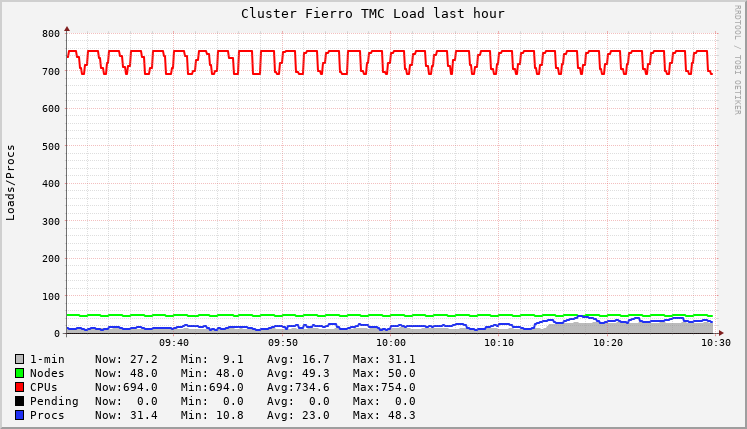 Cluster Fierro TMC Load last hour
RRDTOOL / TOBI OETIKER
Loads/Procs
800
700
600
500
400
300
200
100
0
09:40 09:50 10:00 10:10 10:20 10:30
1-min Now: 27.2 Min: 9.1 Avg: 16.7 Max: 31.1
Nodes Now: 48.0 Min: 48.0 Avg: 49.3 Max: 50.0
CPUs Now:694.0 Min:694.0 Avg:734.6 Max:754.0
Pending Now: 0.0 Min: 0.0 Avg: 0.0 Max: 0.0
Procs Now: 31.4 Min: 10.8 Avg: 23.0 Max: 48.3